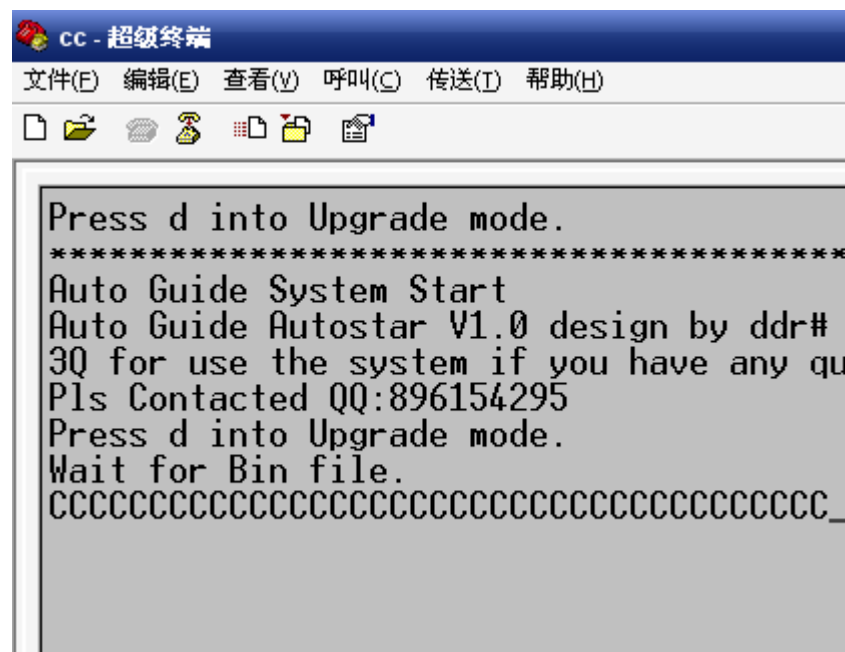 cc - 超级终端
文件(F) 编辑(E) 查看(V) 呼叫(C) 传送(T) 帮助(H)
Press d into Upgrade mode.
****************************************
Auto Guide System Start
Auto Guide Autostar V1.0 design by ddr#
3Q for use the system if you have any qu
Pls Contacted QQ:896154295
Press d into Upgrade mode.
Wait for Bin file.
CCCCCCCCCCCCCCCCCCCCCCCCCCCCCCCCCCCCCCC_